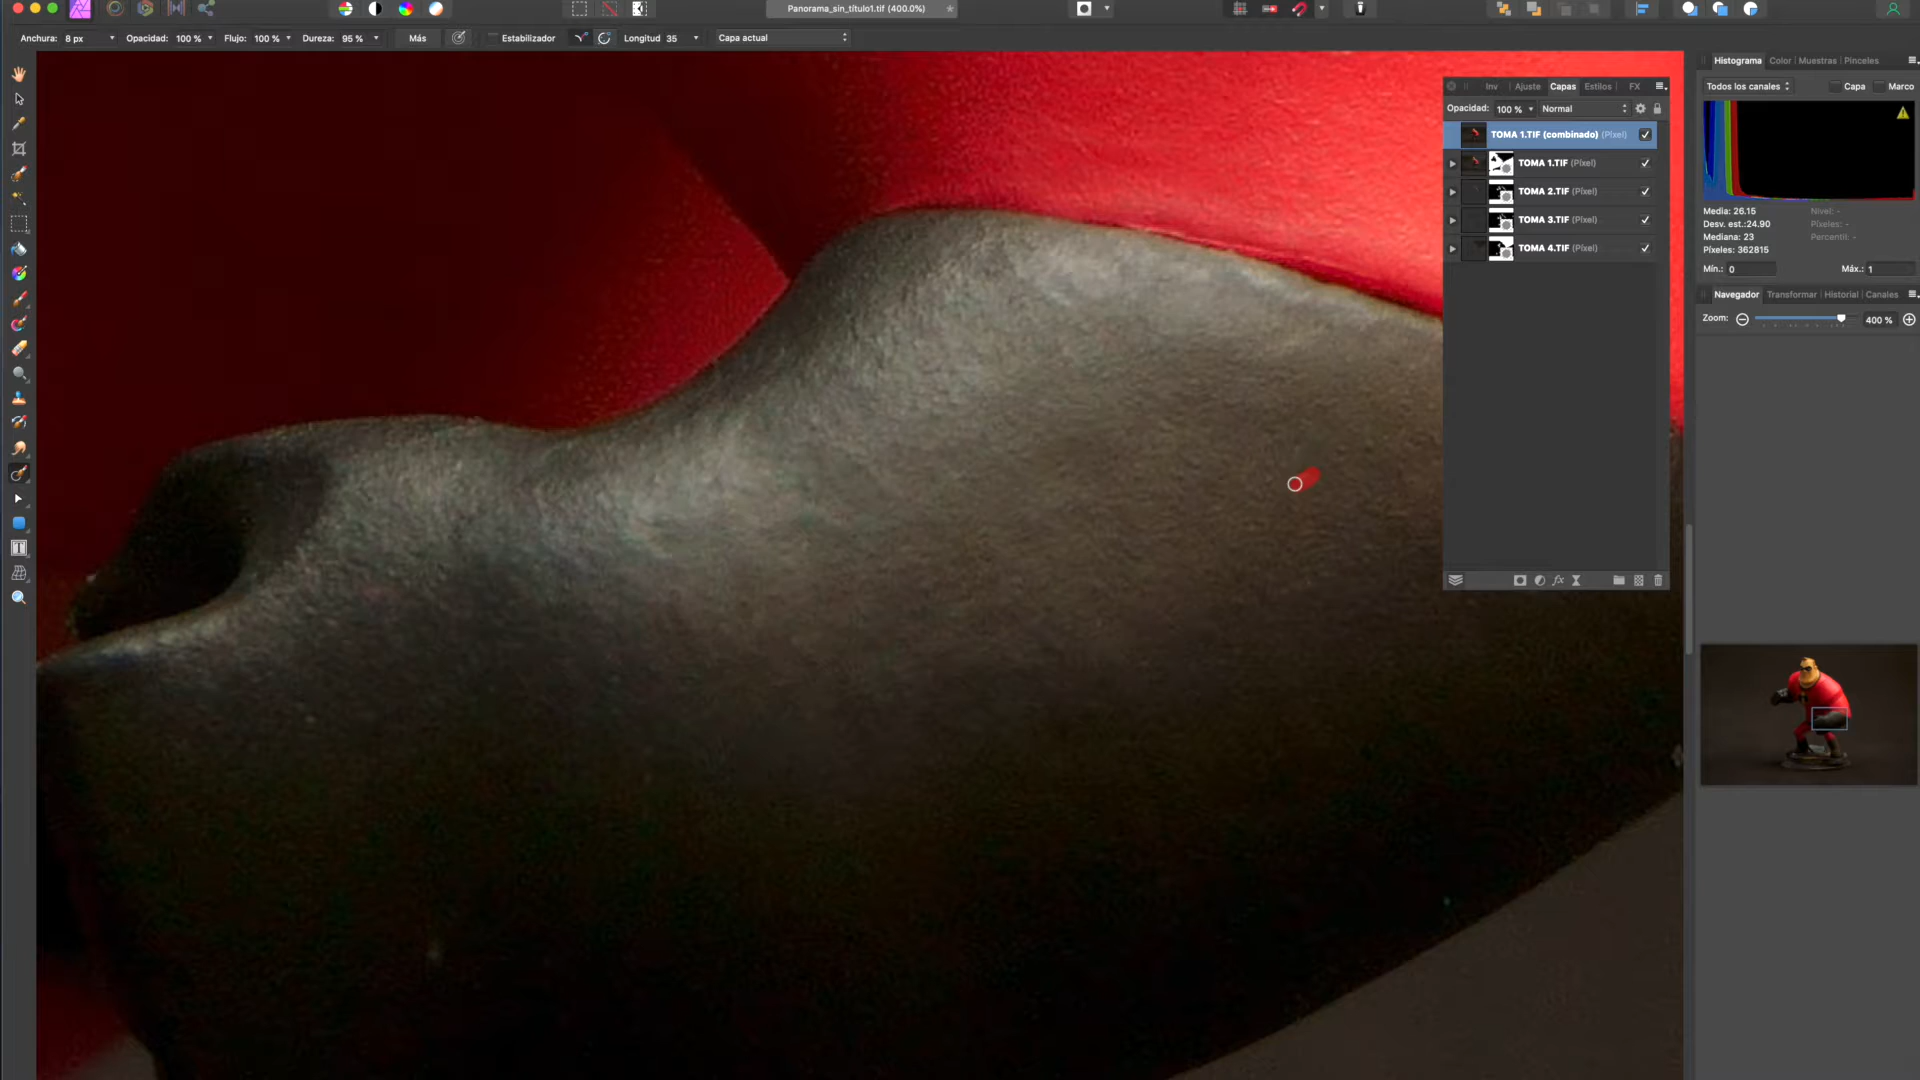 Panorama_sin_título1.tif (400.0%)
Anchura: 8 px Opacidad: 100 % Flujo: 100 % Dureza: 95 % Más Estabilizador Longitud 35 Capa actual
Histograma Color Muestras Pinceles
Todos los canales Capa Marco
Media: 26.15 Nivel: -
Desv. est.:24.90 Píxeles: -
Mediana: 23 Percentil: -
Píxeles: 362815
Mín.: 0 Máx.: 1
Navegador Transformar Historial Canales
Zoom: 400 %
Inv Ajuste Capas Estilos FX
Opacidad: 100 % Normal
TOMA 1.TIF (combinado) (Píxel)
TOMA 1.TIF (Píxel)
TOMA 2.TIF (Píxel)
TOMA 3.TIF (Píxel)
TOMA 4.TIF (Píxel)